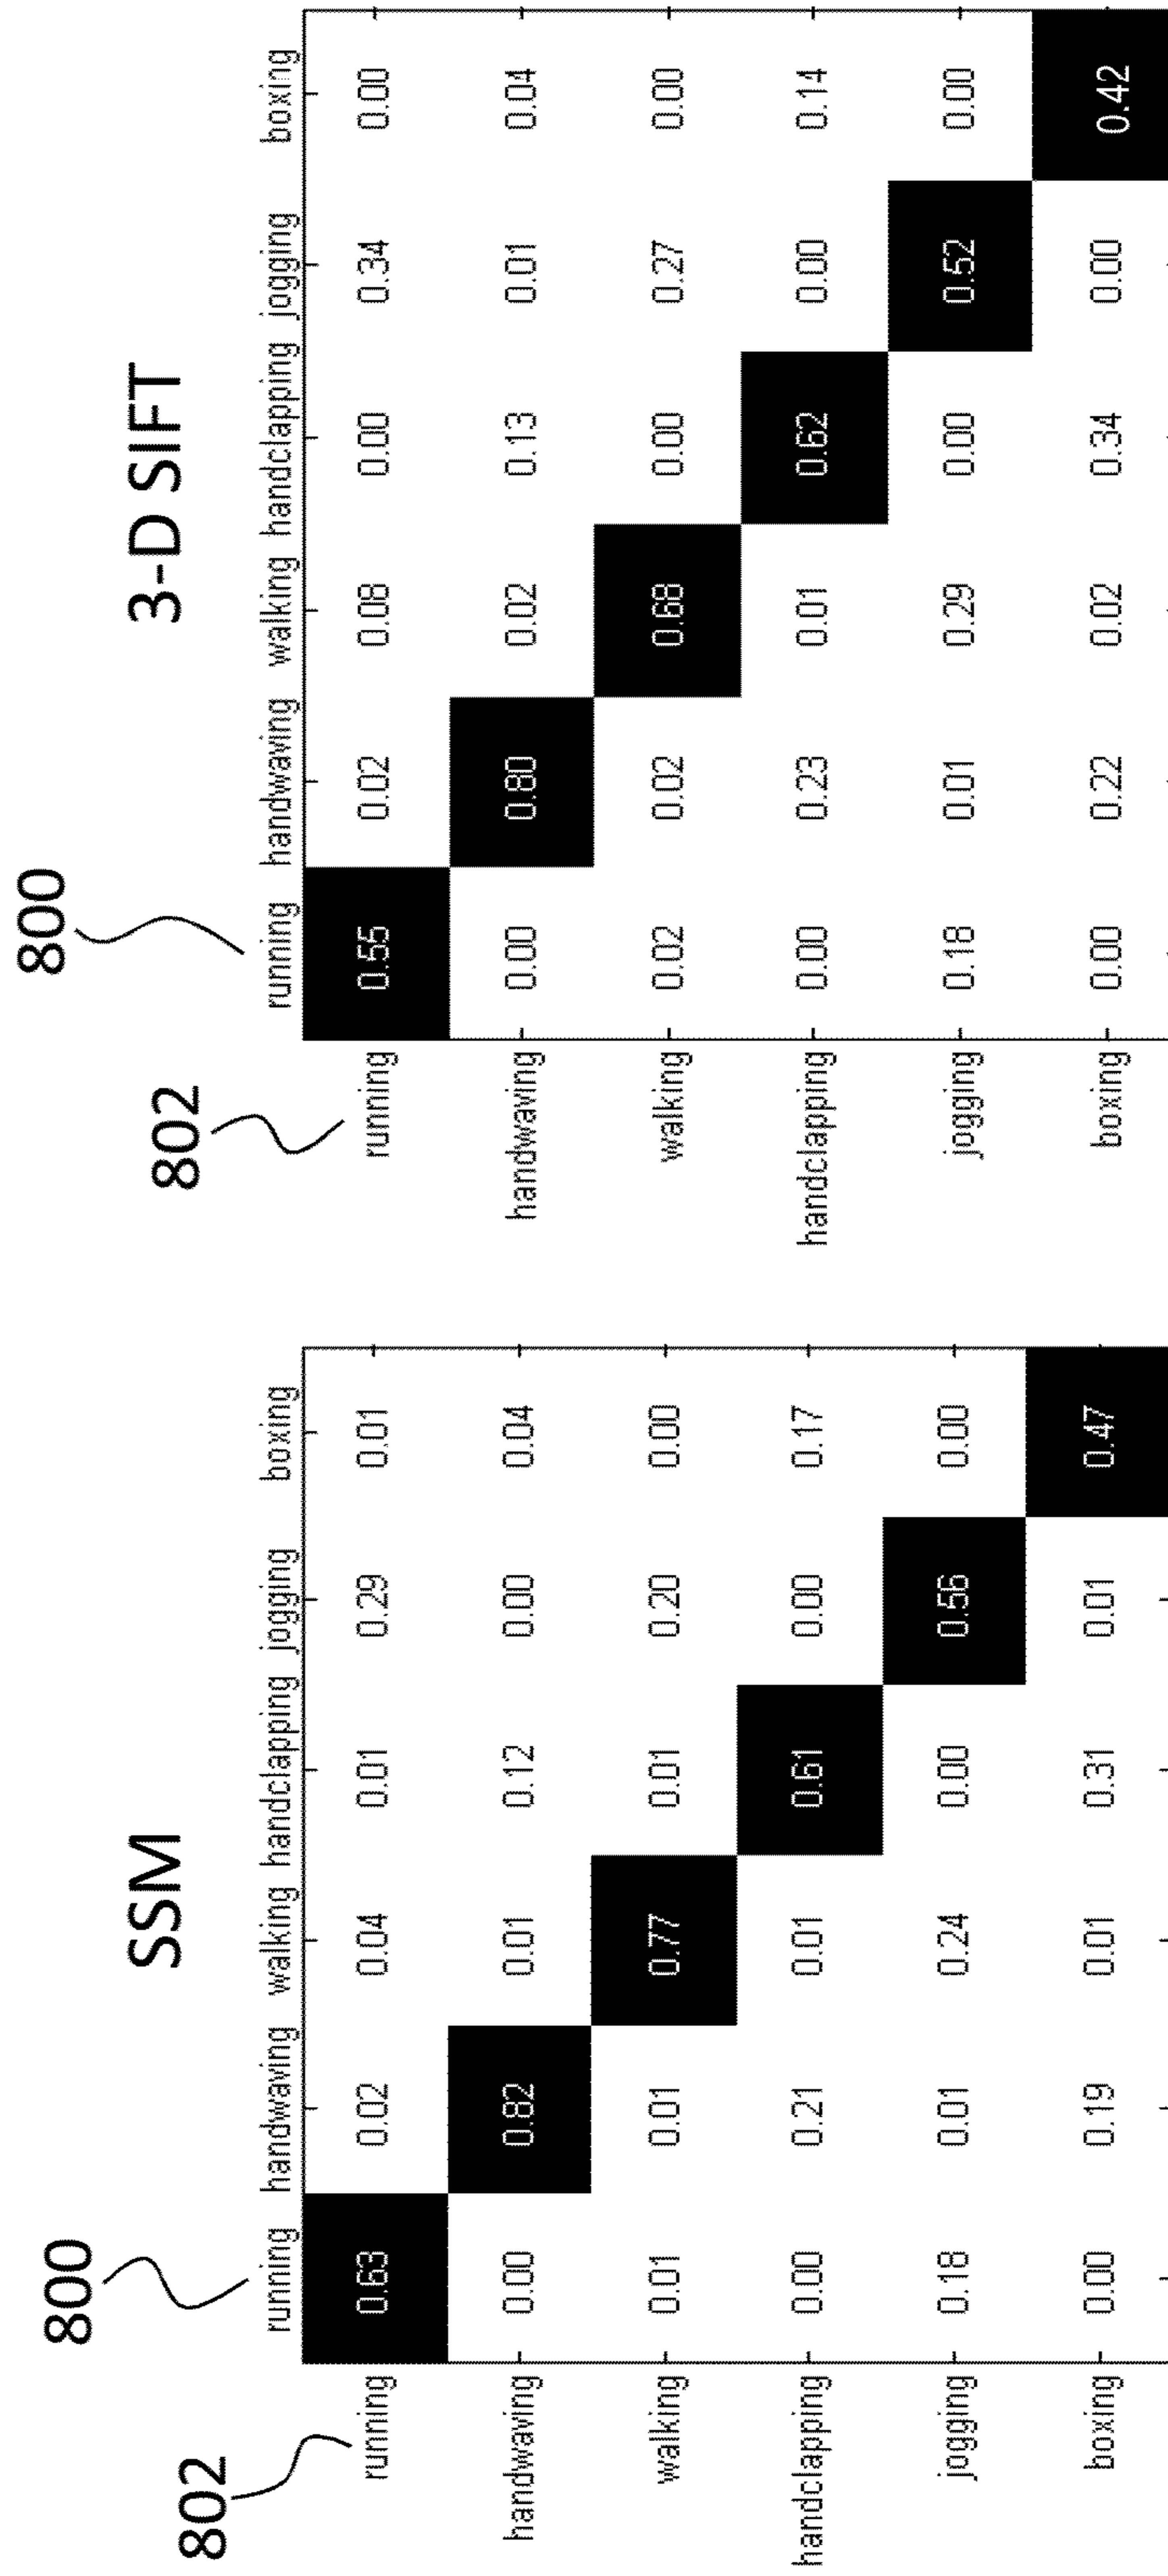 SSM
800
802
running handwaving walking handclapping jogging boxing
running 0.63 0.02 0.04 0.01 0.29 0.01
handwaving 0.00 0.82 0.01 0.12 0.00 0.04
walking 0.01 0.01 0.77 0.01 0.20 0.00
handclapping 0.00 0.21 0.01 0.61 0.00 0.17
jogging 0.18 0.01 0.24 0.00 0.56 0.00
boxing 0.00 0.19 0.01 0.31 0.01 0.47
3-D SIFT
800
802
running handwaving walking handclapping jogging boxing
running 0.55 0.02 0.08 0.00 0.34 0.00
handwaving 0.00 0.80 0.02 0.13 0.01 0.04
walking 0.02 0.02 0.68 0.00 0.27 0.00
handclapping 0.00 0.23 0.01 0.62 0.00 0.14
jogging 0.18 0.01 0.29 0.00 0.52 0.00
boxing 0.00 0.22 0.02 0.34 0.00 0.42